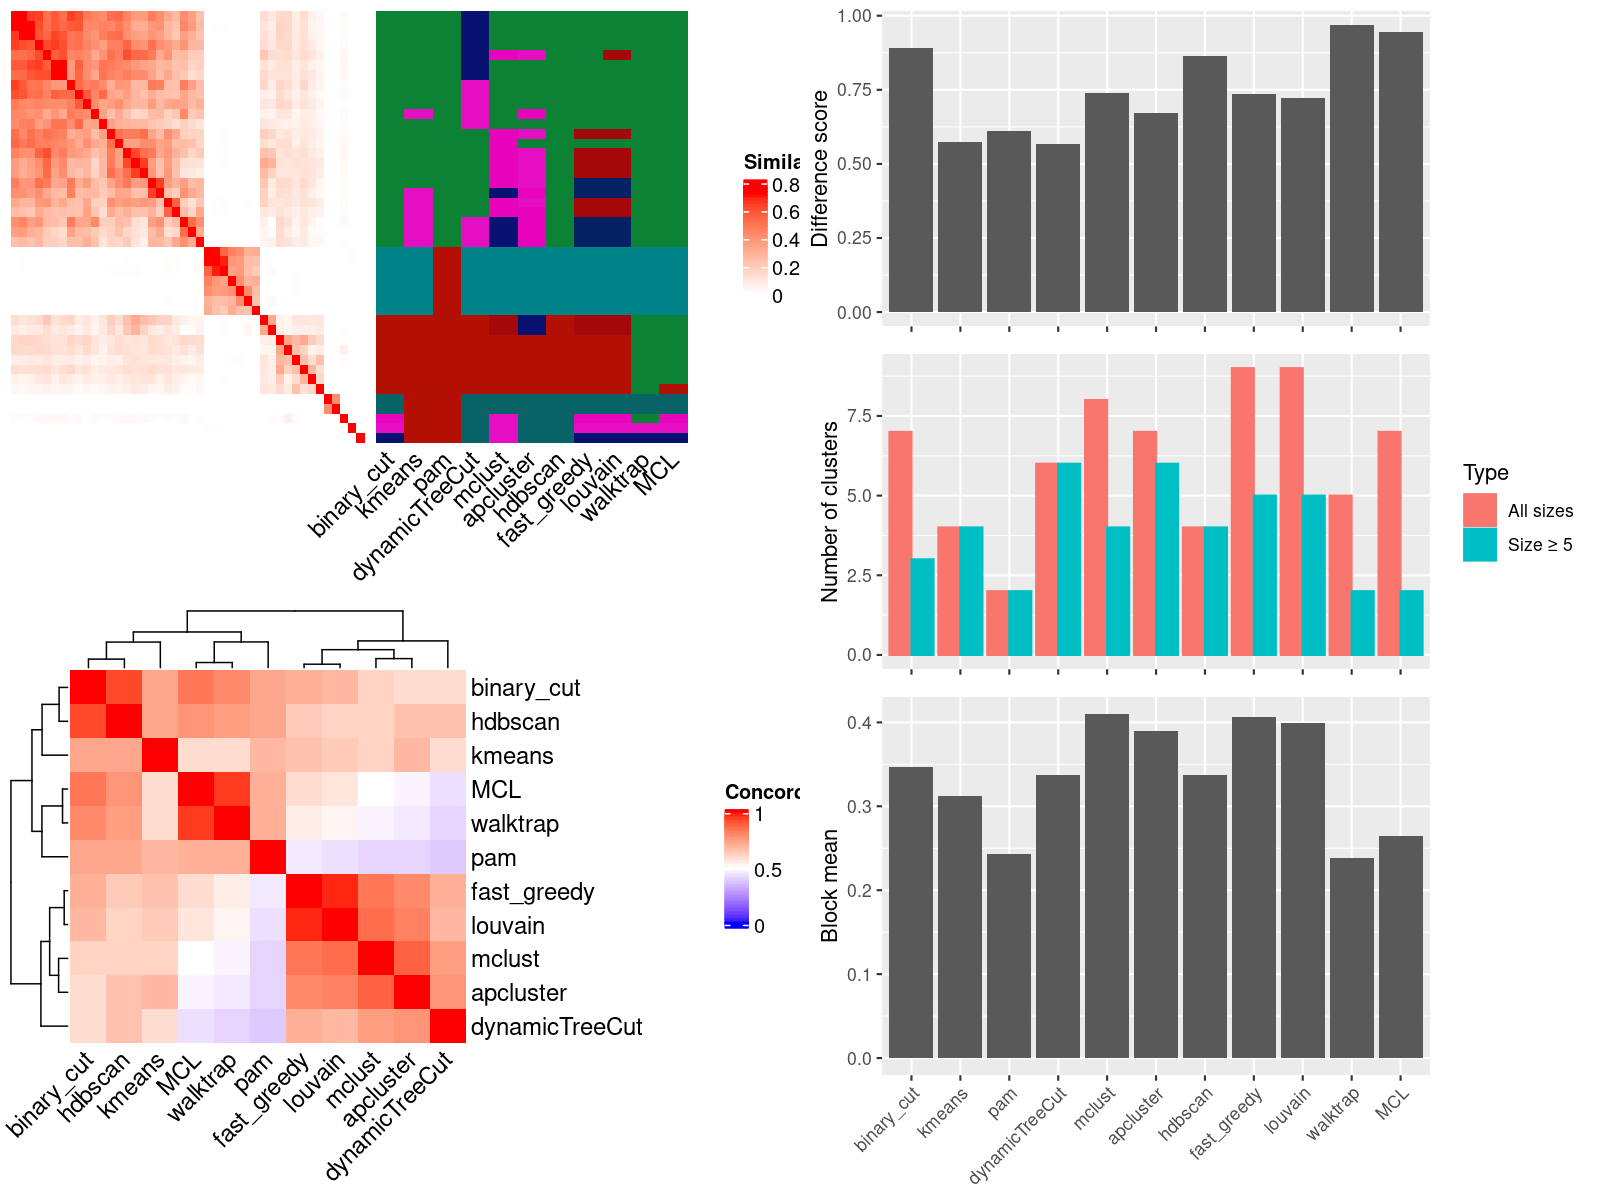 Simila
0.8
0.6
0.4
0.2
0
binary_cut
kmeans
pam
dynamicTreeCut
mclust
apcluster
hdbscan
fast_greedy
louvain
walktrap
MCL
Difference score
1.00
0.75
0.50
0.25
0.00
Number of clusters
7.5
5.0
2.5
0.0
Type
All sizes
Size ≥ 5
Block mean
0.4
0.3
0.2
0.1
0.0
binary_cut
kmeans
pam
dynamicTreeCut
mclust
apcluster
hdbscan
fast_greedy
louvain
walktrap
MCL
binary_cut
hdbscan
kmeans
MCL
walktrap
pam
fast_greedy
louvain
mclust
apcluster
dynamicTreeCut
binary_cut
hdbscan
kmeans
MCL
walktrap
pam
fast_greedy
louvain
mclust
apcluster
dynamicTreeCut
Concord
1
0.5
0